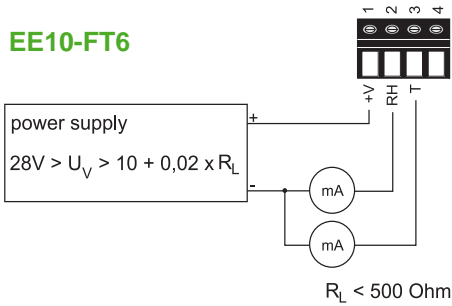 1 2 3 4
EE10-FT6
+V RH T
+
power supply
28V > U_V > 10 + 0,02 x R_L
-
mA
mA
R_L < 500 Ohm